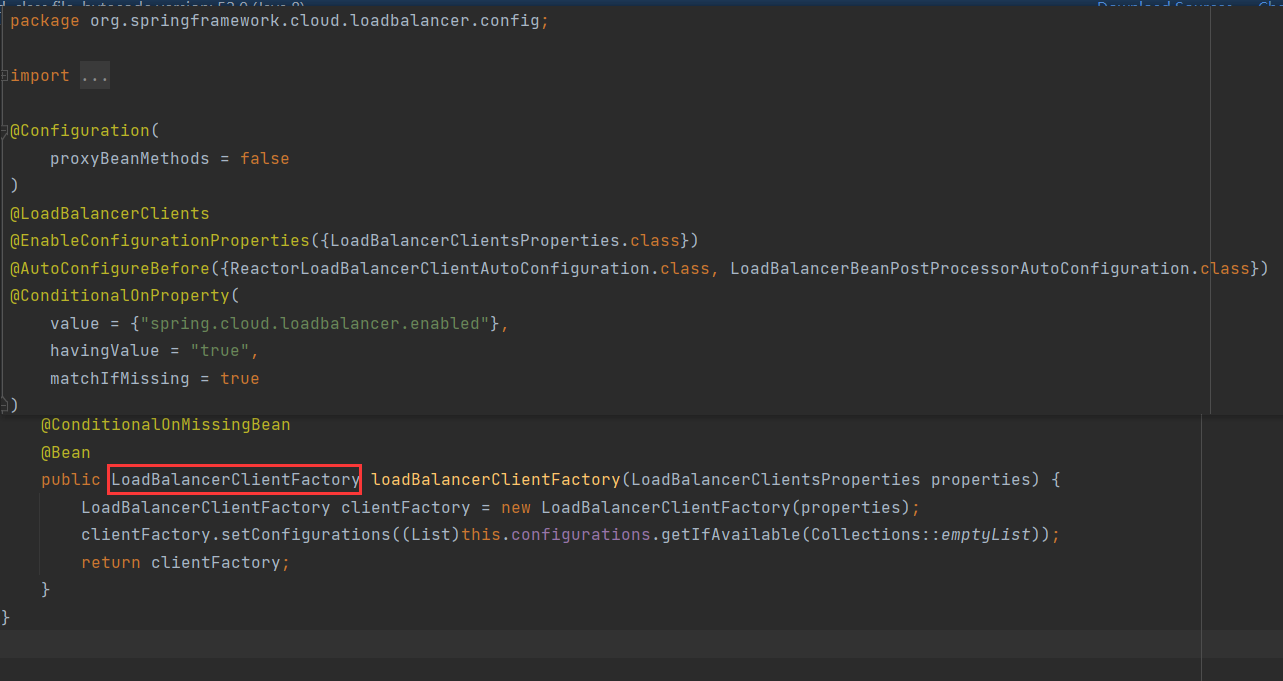 package org.springframework.cloud.loadbalancer.config;
import ...
@Configuration(
    proxyBeanMethods = false
)
@LoadBalancerClients
@EnableConfigurationProperties({LoadBalancerClientsProperties.class})
@AutoConfigureBefore({ReactorLoadBalancerClientAutoConfiguration.class, LoadBalancerBeanPostProcessorAutoConfiguration.class})
@ConditionalOnProperty(
    value = {"spring.cloud.loadbalancer.enabled"},
    havingValue = "true",
    matchIfMissing = true
)
    @ConditionalOnMissingBean
    @Bean
    public LoadBalancerClientFactory loadBalancerClientFactory(LoadBalancerClientsProperties properties) {
        LoadBalancerClientFactory clientFactory = new LoadBalancerClientFactory(properties);
        clientFactory.setConfigurations((List)this.configurations.getIfAvailable(Collections::emptyList));
        return clientFactory;
    }
}